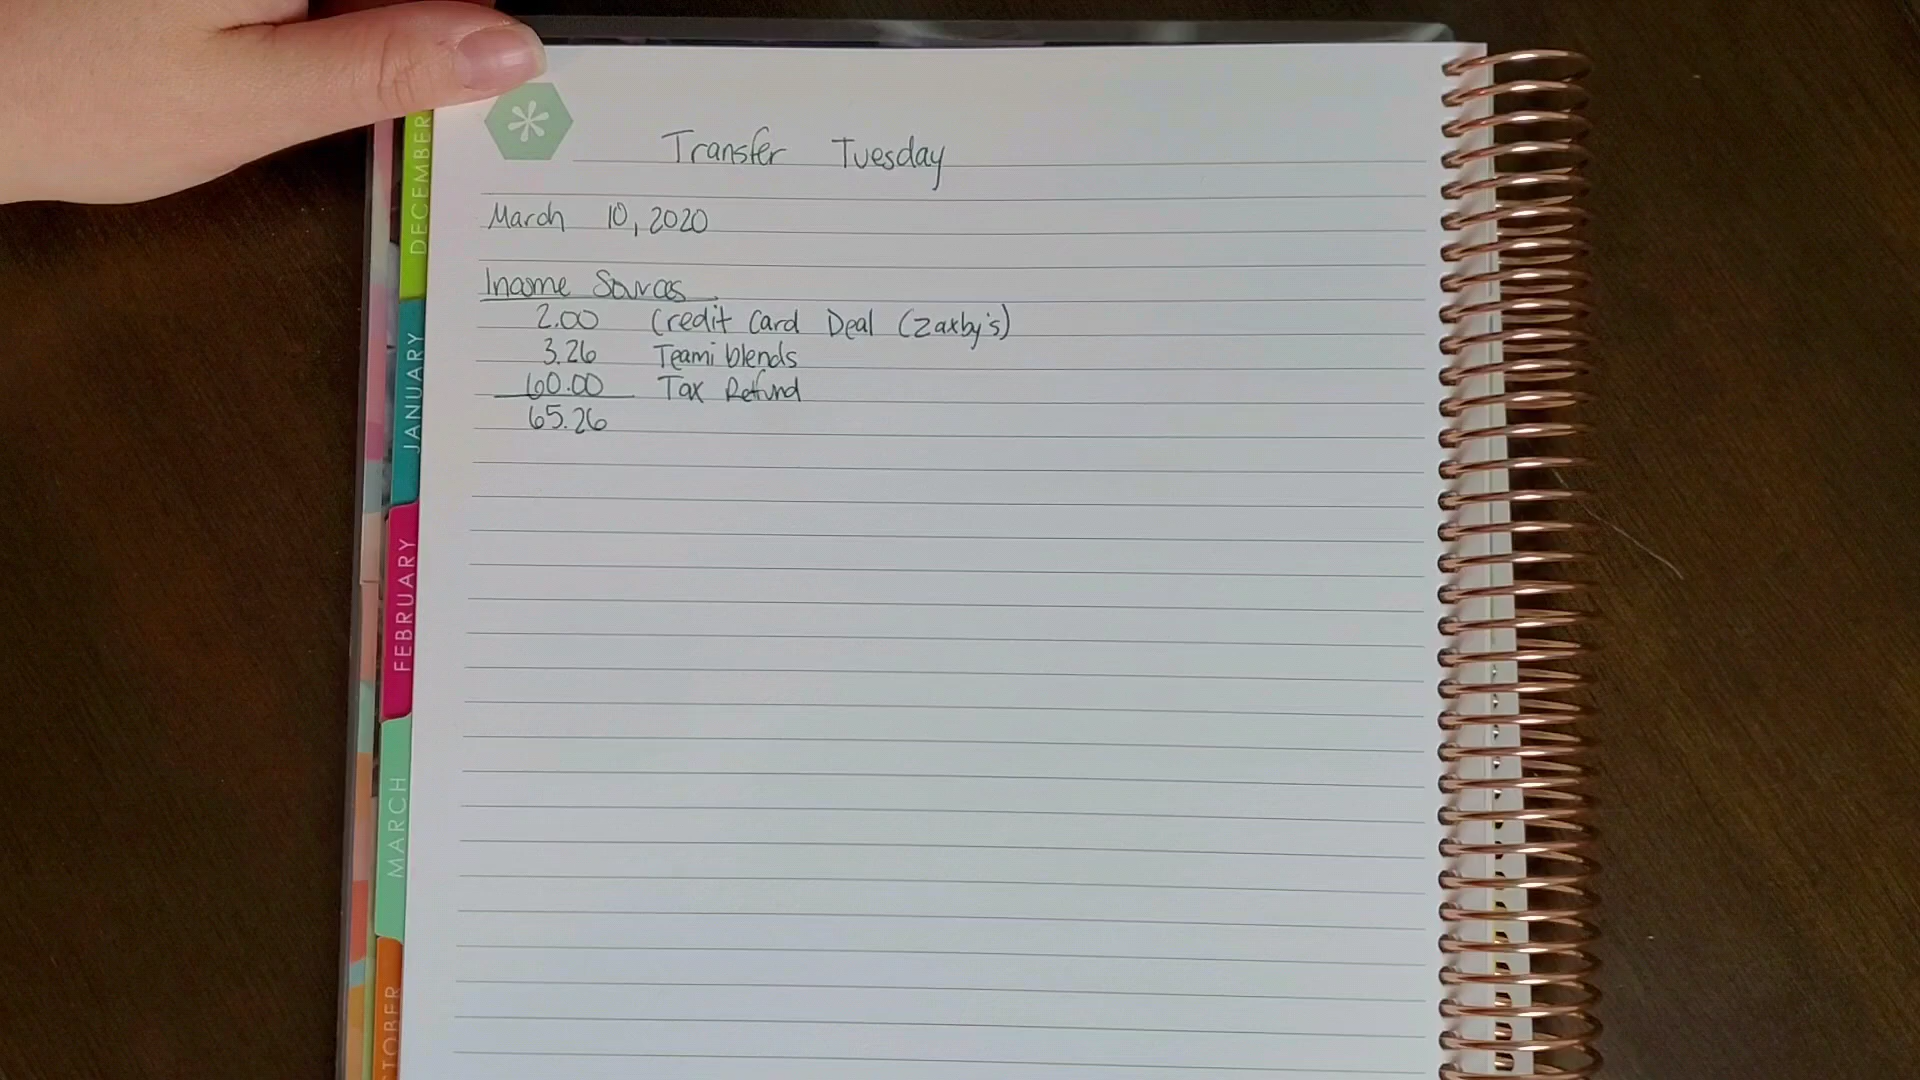 Transfer Tuesday
March 10, 2020
Income Sources
2.00 Credit Card Deal (Zaxby's)
3.26 Teami blends
60.00 Tax Refund
65.26
DECEMBER
JANUARY
FEBRUARY
MARCH
TOBER